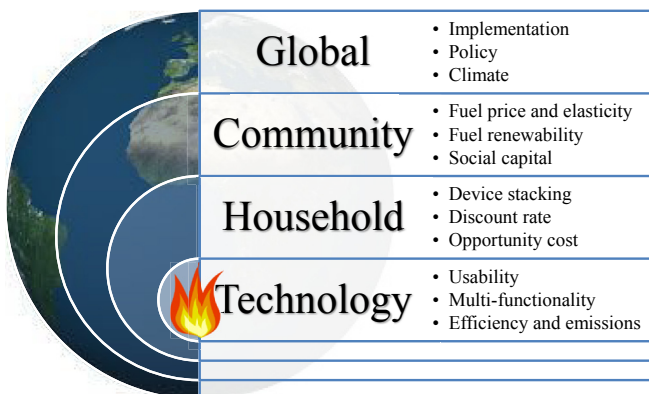 Global
• Implementation
• Policy
• Climate
Community
• Fuel price and elasticity
• Fuel renewability
• Social capital
Household
• Device stacking
• Discount rate
• Opportunity cost
Technology
• Usability
• Multi-functionality
• Efficiency and emissions